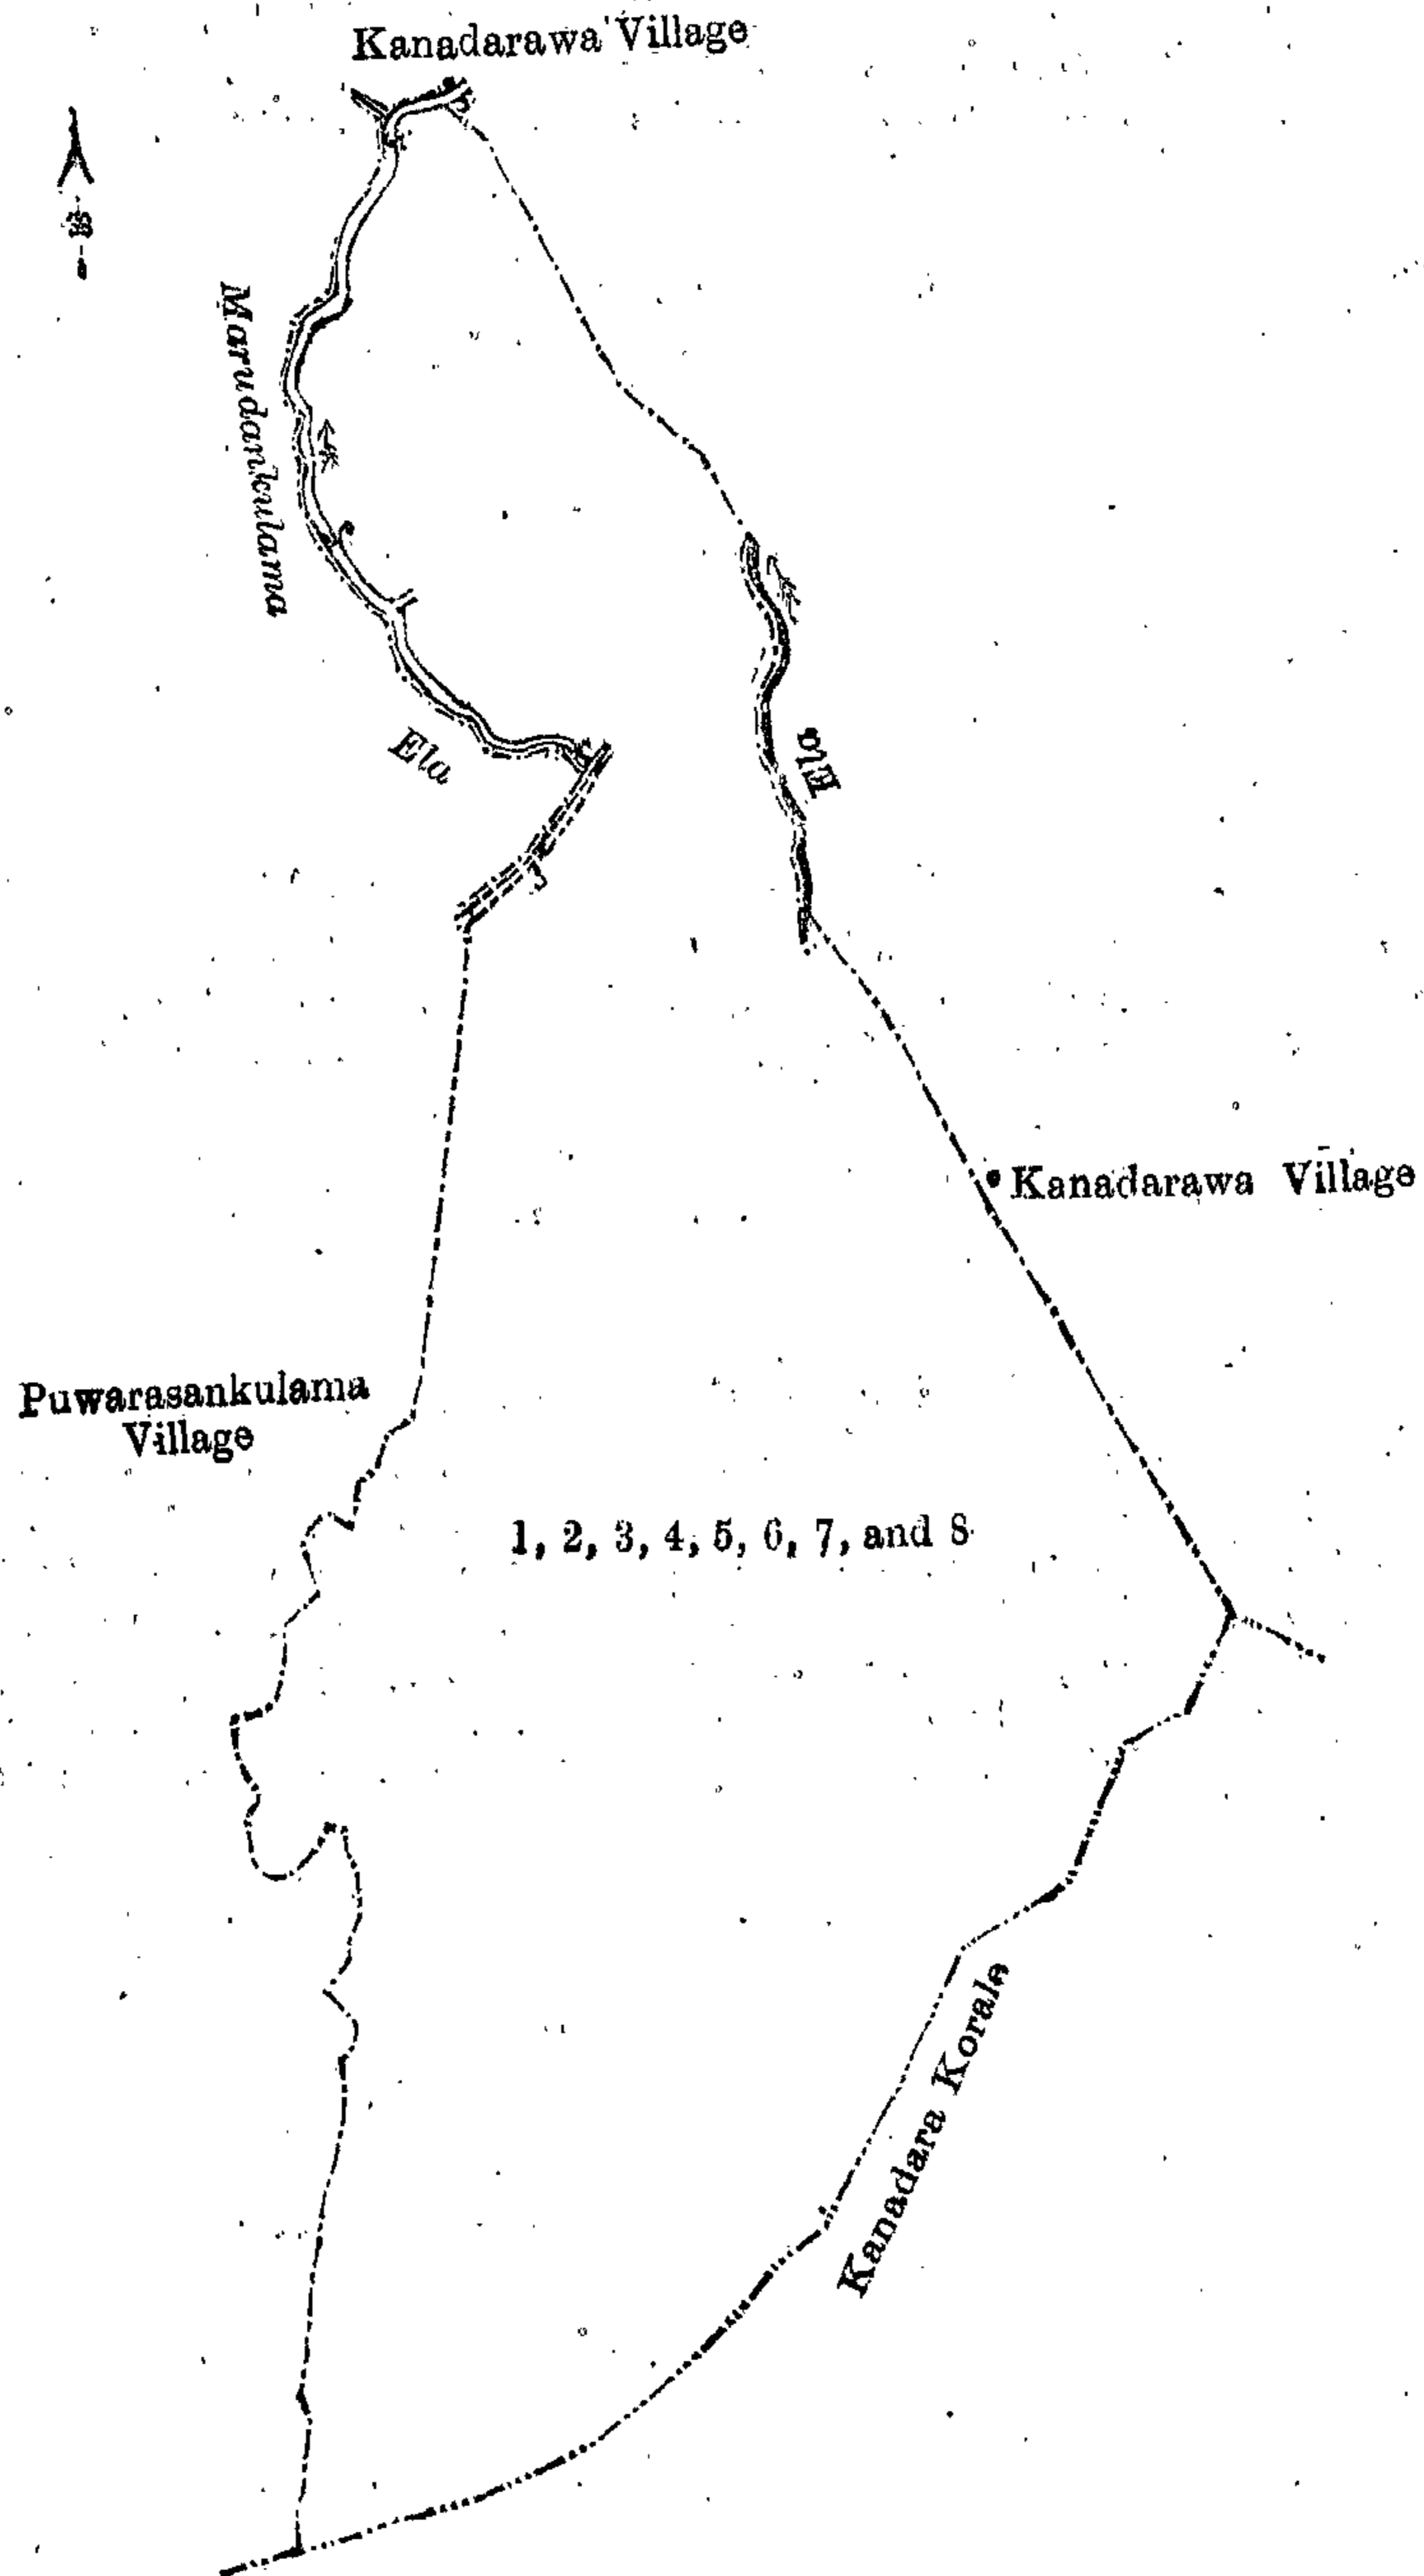 Kanadarawa Village
Marudankulama
Ela
Ela
Kanadarawa Village
Puwarasankulama
Village
1, 2, 3, 4, 5, 6, 7, and 8
Kanadara Korale